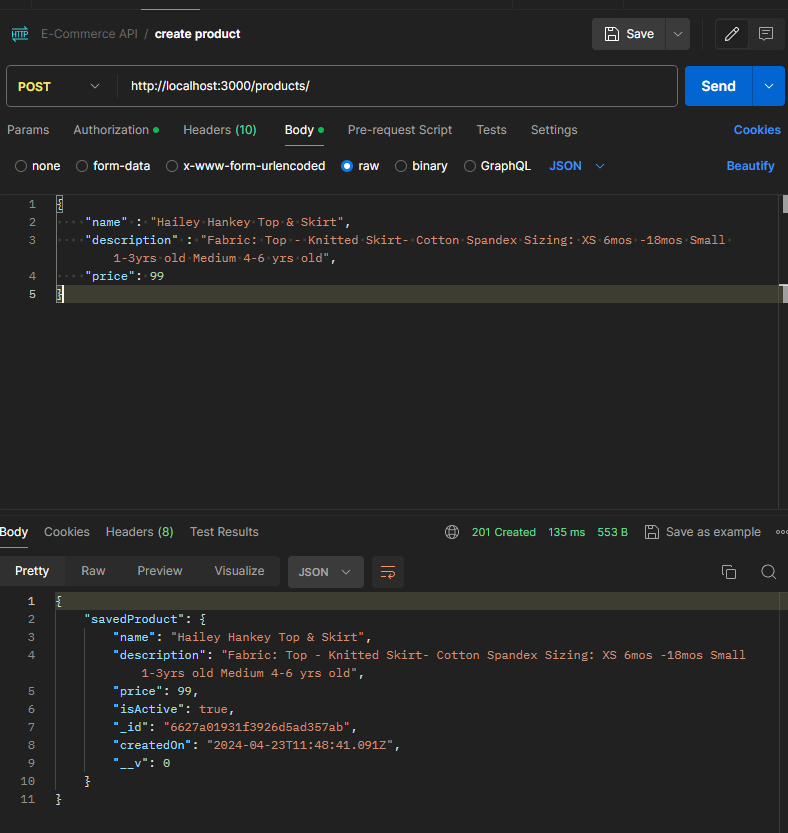 HTTP E-Commerce API / create product Save
POST http://localhost:3000/products/ Send
Params Authorization Headers (10) Body Pre-request Script Tests Settings Cookies
none form-data x-www-form-urlencoded raw binary GraphQL JSON Beautify
1 {
2 "name" : "Hailey Hankey Top & Skirt",
3 "description" : "Fabric: Top - Knitted Skirt- Cotton Spandex Sizing: XS 6mos -18mos Small
1-3yrs old Medium 4-6 yrs old",
4 "price": 99
5 }
Body Cookies Headers (8) Test Results 201 Created 135 ms 553 B Save as example
Pretty Raw Preview Visualize JSON
1 {
2 "savedProduct": {
3 "name": "Hailey Hankey Top & Skirt",
4 "description": "Fabric: Top - Knitted Skirt- Cotton Spandex Sizing: XS 6mos -18mos Small
1-3yrs old Medium 4-6 yrs old",
5 "price": 99,
6 "isActive": true,
7 "_id": "6627a01931f3926d5ad357ab",
8 "createdOn": "2024-04-23T11:48:41.091Z",
9 "__v": 0
10 }
11 }